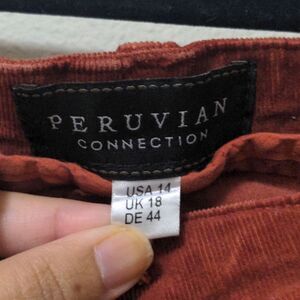 PERUVIAN
CONNECTION
USA 14
UK 18
DE 44